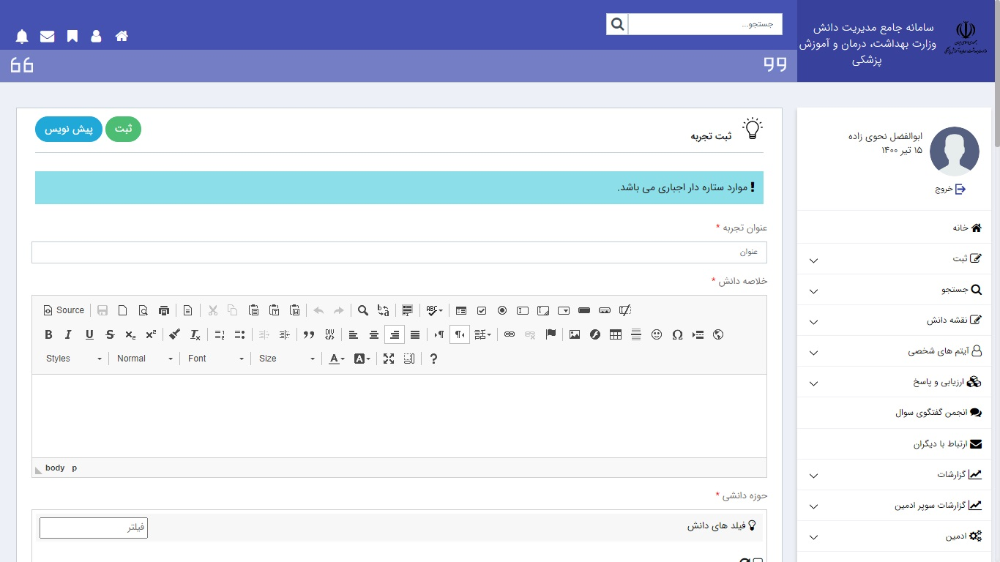 سامانه جامع مدیریت دانش
وزارت بهداشت، درمان و آموزش
پزشکی
جستجو...
ابوالفضل نحوی زاده
۱۵ تیر ۱۴۰۰
خروج
خانه
ثبت
جستجو
نقشه دانش
آیتم های شخصی
ارزیابی و پاسخ
انجمن گفتگوی سوال
ارتباط با دیگران
گزارشات
گزارشات سوپر ادمین
ادمین
ثبت تجربه
ثبت
پیش نویس
موارد ستاره دار اجباری می باشد.
عنوان تجربه *
عنوان
خلاصه دانش *
Source
Styles Normal Font Size
body p
حوزه دانشی *
فیلد های دانش
فیلتر